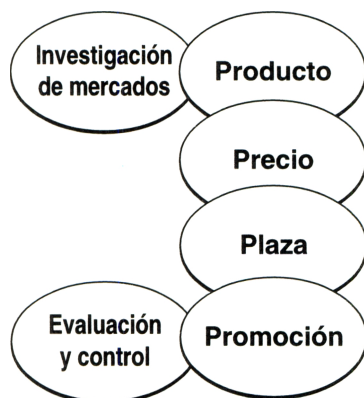 Investigación
de mercados
Producto
Precio
Plaza
Promoción
Evaluación
y control